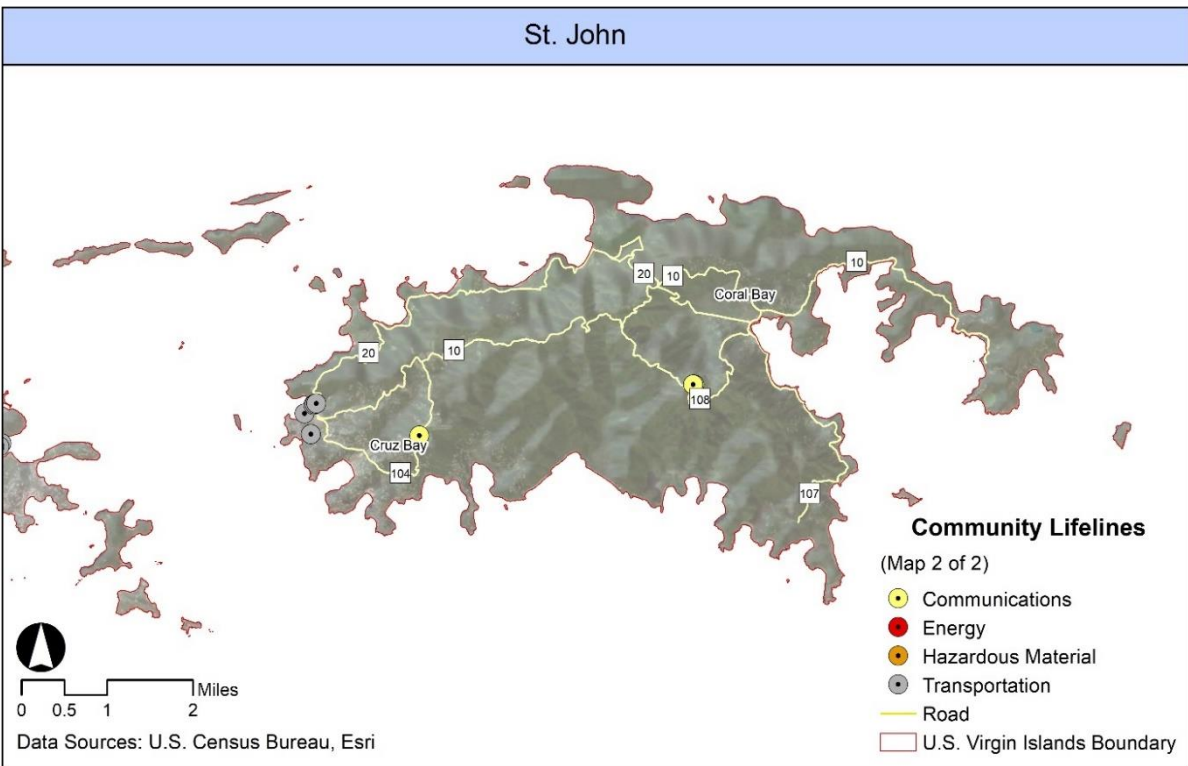 St. John
10
20
10
Coral Bay
20
10
108
Cruz Bay
104
107
Community Lifelines
(Map 2 of 2)
Communications
Energy
Hazardous Material
Transportation
Road
U.S. Virgin Islands Boundary
Miles
0 0.5 1 2
Data Sources: U.S. Census Bureau, Esri